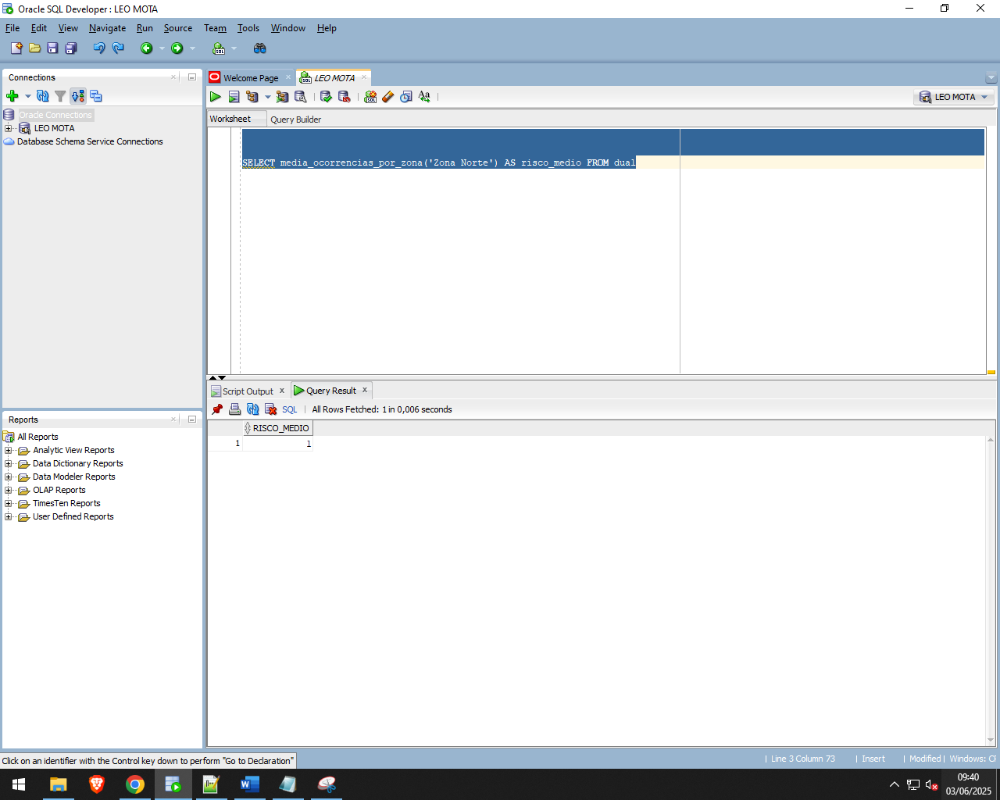 Oracle SQL Developer : LEO MOTA
File Edit View Navigate Run Source Team Tools Window Help
Connections
Oracle Connections
LEO MOTA
Database Schema Service Connections
Welcome Page
LEO MOTA
LEO MOTA
Worksheet Query Builder
SELECT media_ocorrencias_por_zona('Zona Norte') AS risco_medio FROM dual
Script Output Query Result
SQL All Rows Fetched: 1 in 0,006 seconds
RISCO_MEDIO
1 1
Reports
All Reports
Analytic View Reports
Data Dictionary Reports
Data Modeler Reports
OLAP Reports
TimesTen Reports
User Defined Reports
Click on an identifier with the Control key down to perform "Go to Declaration"
Line 3 Column 73 Insert Modified Windows: CF
09:40
03/06/2025